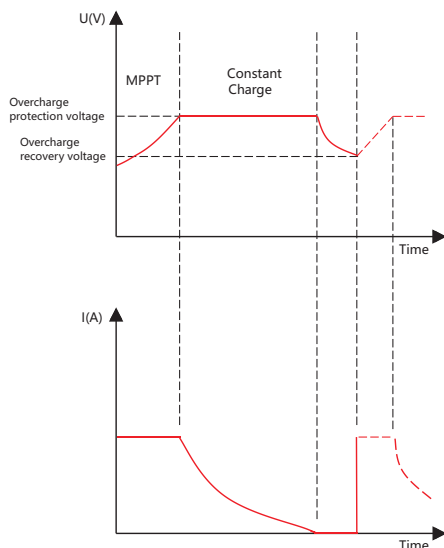 U(V)
MPPT
Constant
Charge
Overcharge
protection voltage
Overcharge
recovery voltage
Time
I(A)
Time